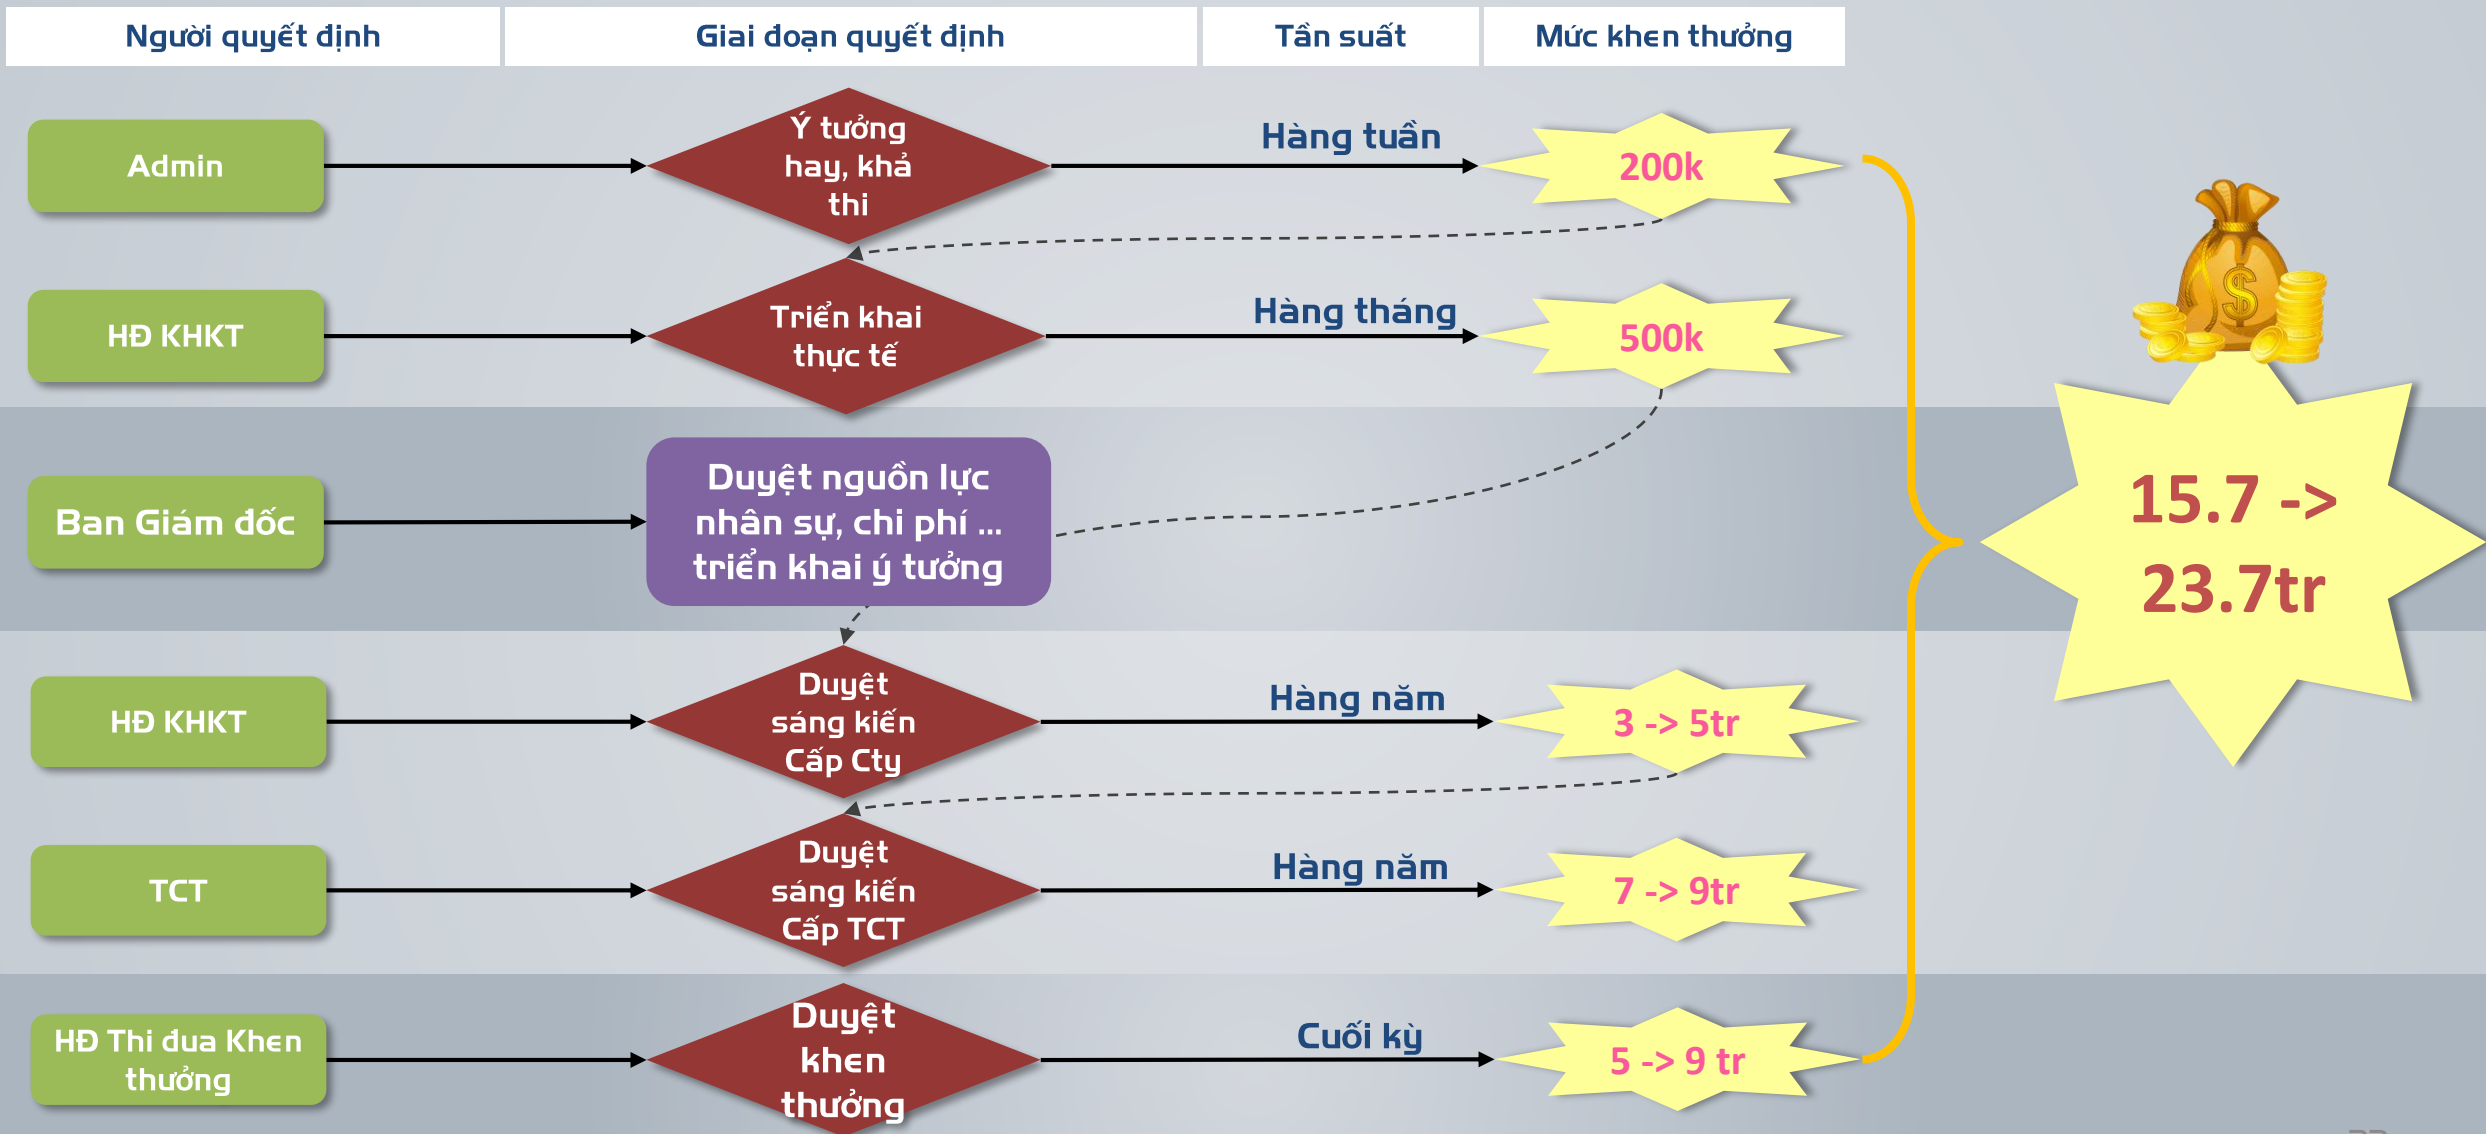 Người quyết định
Giai đoạn quyết định
Tần suất
Mức khen thưởng
Admin
Ý tưởng
hay, khả
thi
Hàng tuần
200k
HĐ KHKT
Triển khai
thực tế
Hàng tháng
500k
Ban Giám đốc
Duyệt nguồn lực
nhân sự, chi phí ...
triển khai ý tưởng
15.7 ->
23.7tr
HĐ KHKT
Duyệt
sáng kiến
Cấp Cty
Hàng năm
3 -> 5tr
TCT
Duyệt
sáng kiến
Cấp TCT
Hàng năm
7 -> 9tr
HĐ Thi đua Khen
thưởng
Duyệt
khen
thưởng
Cuối kỳ
5 -> 9 tr